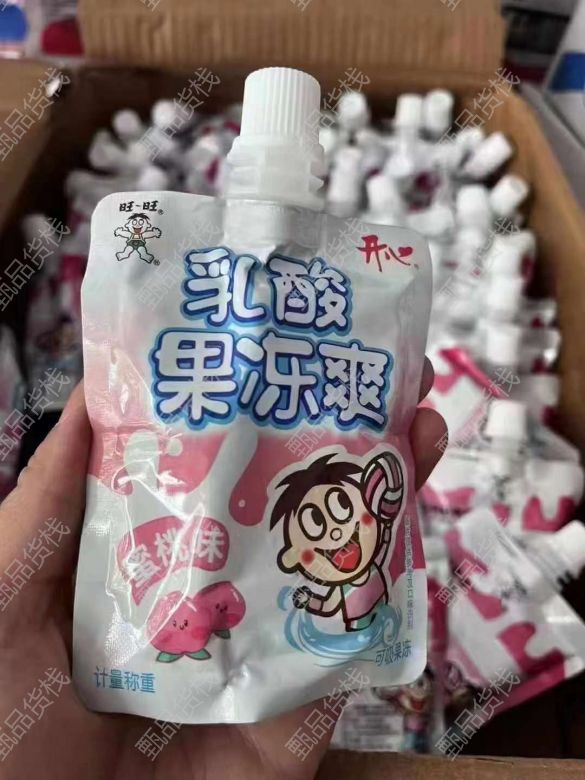 旺-旺®
开心®
乳酸
果冻爽
蜜桃味
计量称重
可吸果冻
甄品货栈